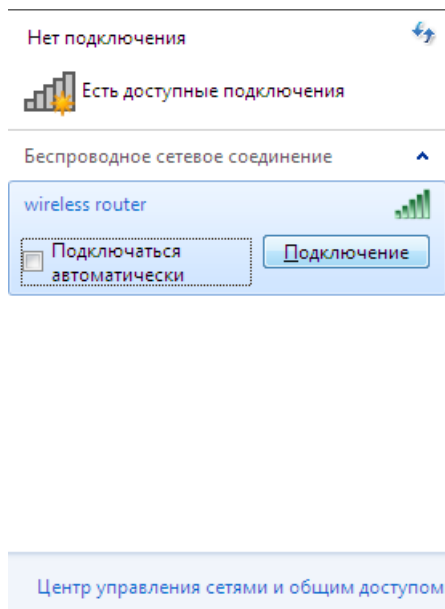 Нет подключения
Есть доступные подключения
Беспроводное сетевое соединение
wireless router
Подключаться
автоматически
Подключение
Центр управления сетями и общим доступом